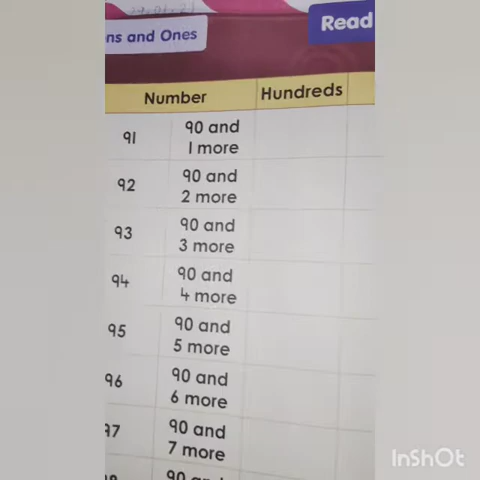 ns and Ones
Read
Number
Hundreds
91
90 and
1 more
92
90 and
2 more
93
90 and
3 more
94
90 and
4 more
95
90 and
5 more
96
90 and
6 more
97
90 and
7 more
90
InShOt